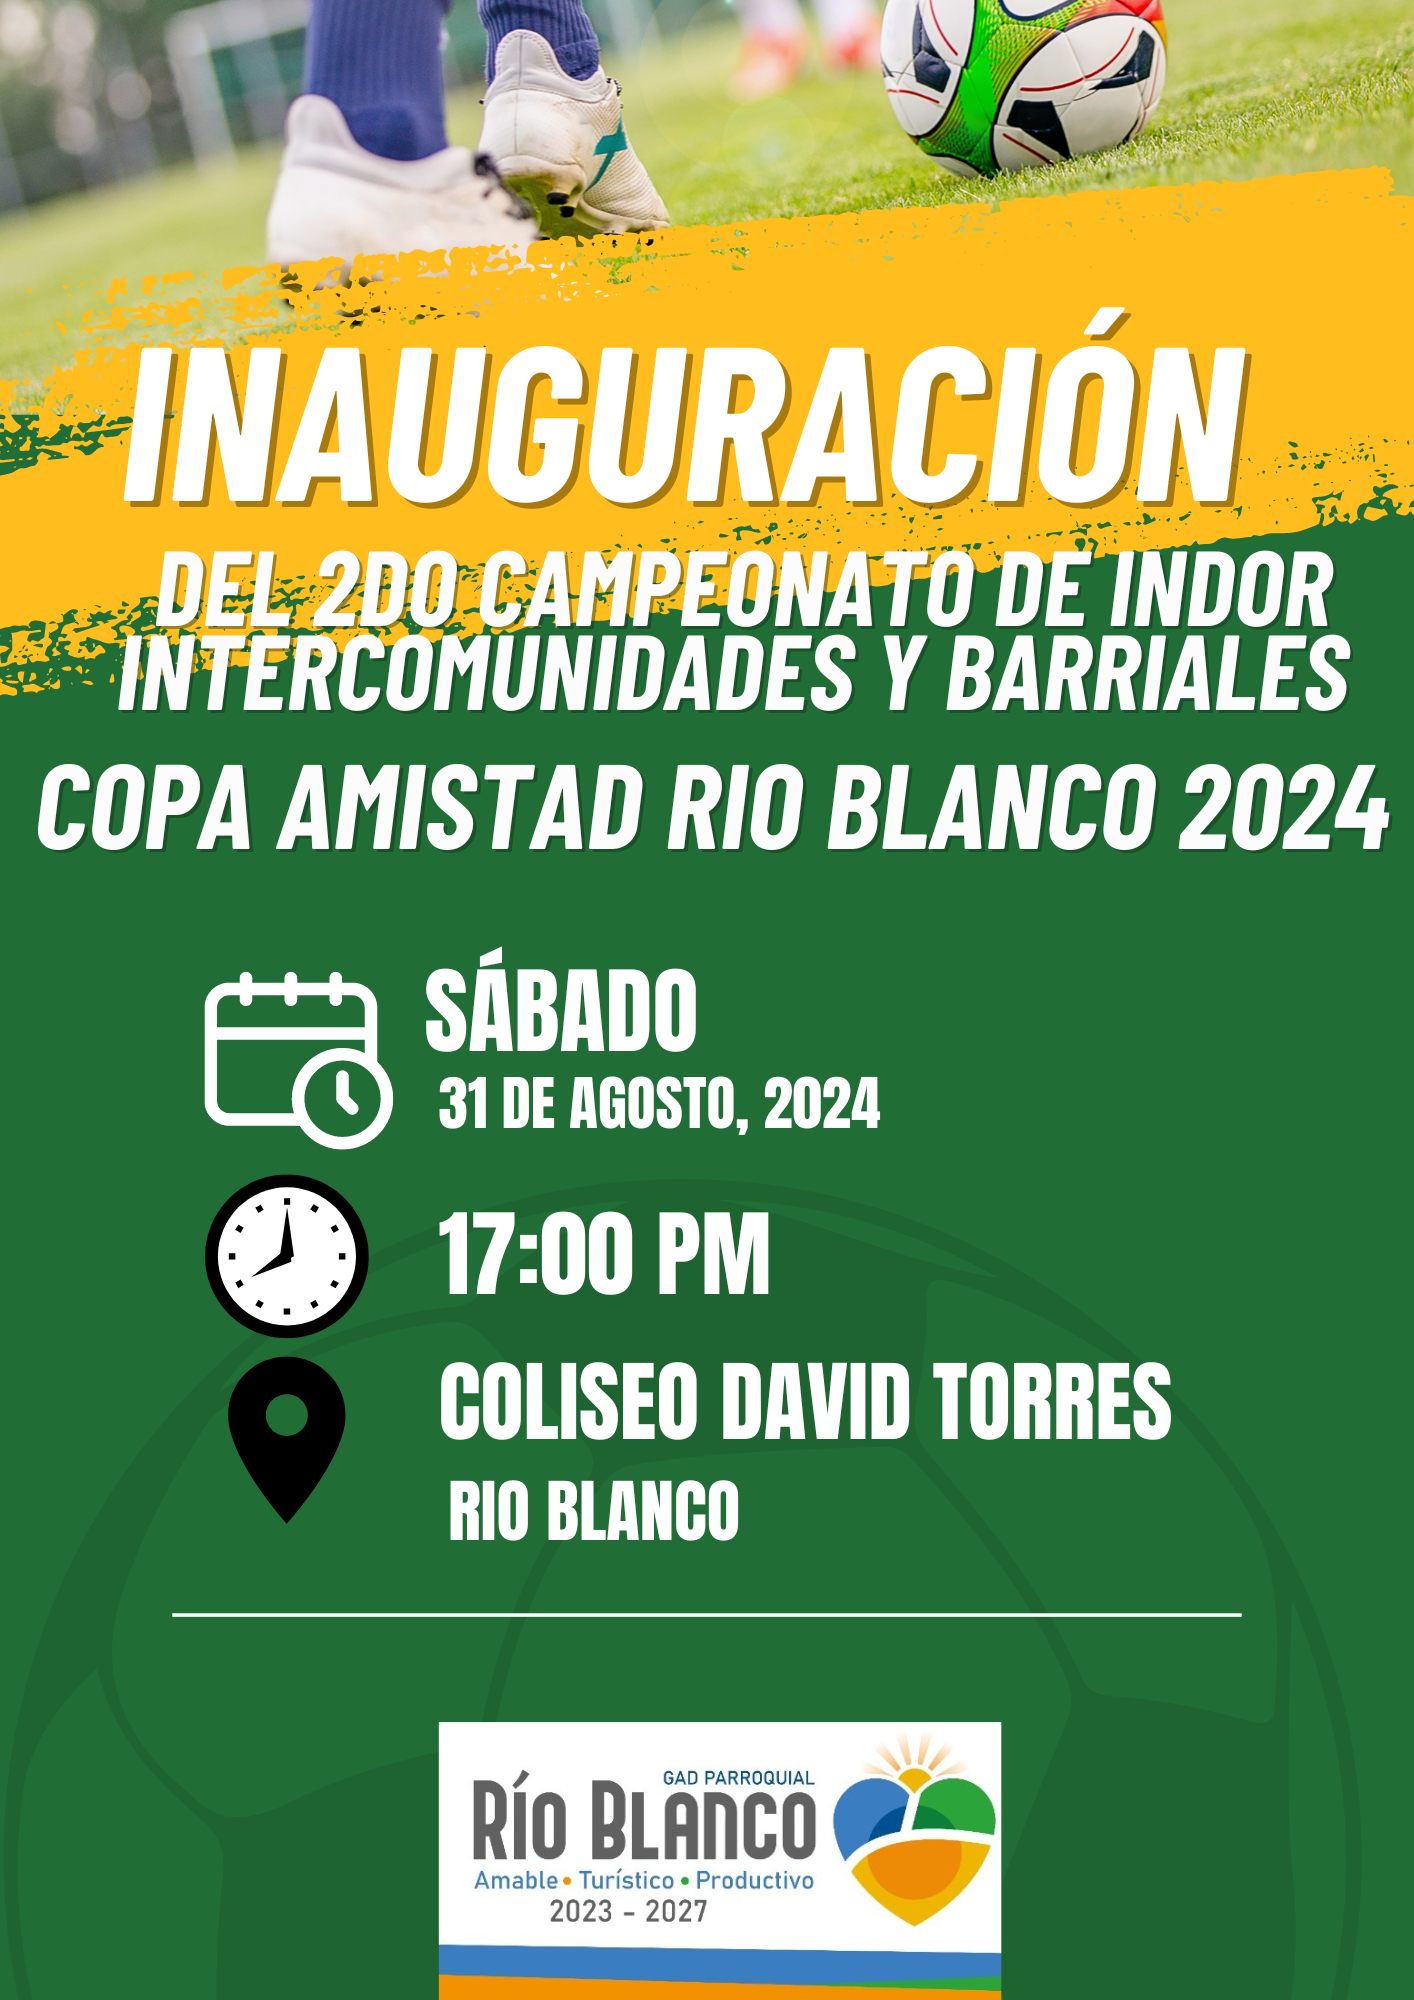 INAUGURACIÓN
DEL 2DO CAMPEONATO DE INDOR
INTERCOMUNIDADES Y BARRIALES
COPA AMISTAD RIO BLANCO 2024
SÁBADO
31 DE AGOSTO, 2024
17:00 PM
COLISEO DAVID TORRES
RIO BLANCO
GAD PARROQUIAL
RÍO BLANCO
Amable • Turístico • Productivo
2023 - 2027